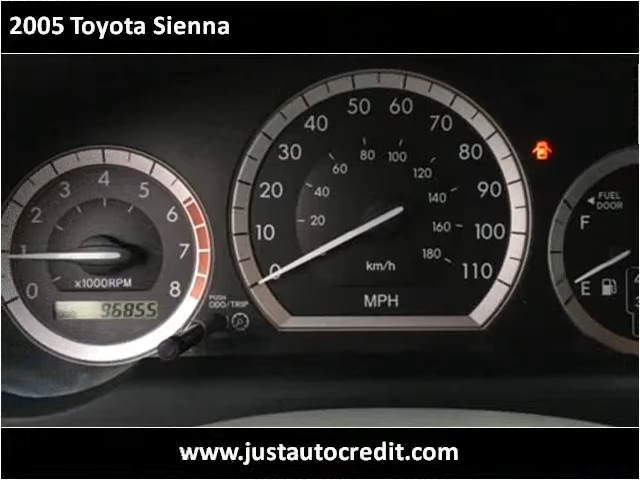 2005 Toyota Sienna
0 1 2 3 4 5 6 7 8
x1000RPM
ODO 96855
PUSH
ODO/TRIP
0 10 20 30 40 50 60 70 80 90 100 110
20 40 60 80 100 120 140 160 180
km/h
MPH
FUEL
DOOR
F
E
www.justautocredit.com